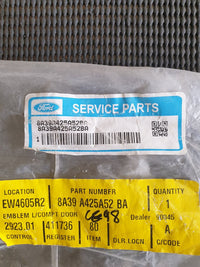 Ford
SERVICE PARTS
8A39A425A52BA
8A39A425A52BA
1
LOCATION PART NUMBER QUANTITY
EW4605R2 8A39 A425A52 BA 1
EMBLEM L/COMPT DOOR CG98 Dealer 90345
2923.01 411736 80 A
CONTROL REGISTER ITEM DLR.LOCN C/CODE